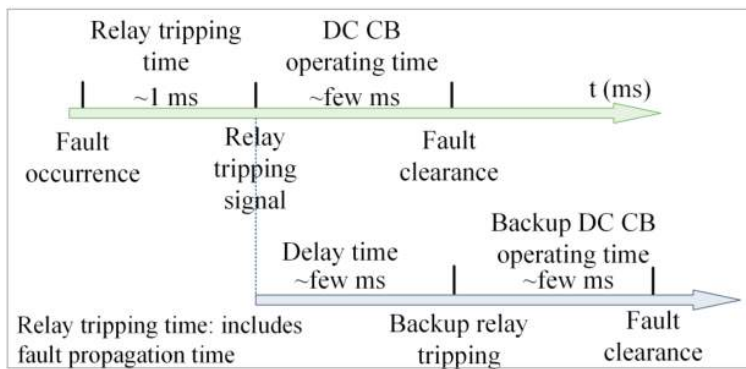 Relay tripping
time
~1 ms
DC CB
operating time
~few ms
t (ms)
Fault
occurrence
Relay
tripping
signal
Fault
clearance
Delay time
~few ms
Backup DC CB
operating time
~few ms
Backup relay
tripping
Fault
clearance
Relay tripping time: includes
fault propagation time